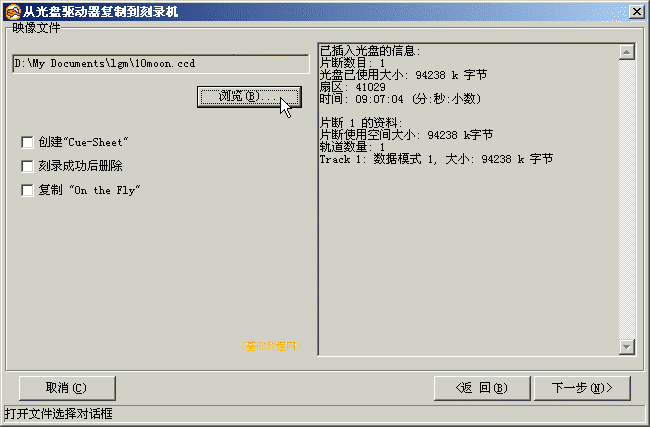 从光盘驱动器复制到刻录机
映像文件
D:\My Documents\lgm\10moon.ccd
浏览(B)...
创建"Cue-Sheet"
刻录成功后删除
复制 "On the Fly"
已插入光盘的信息:
片断数目: 1
光盘已使用大小: 94238 k 字节
扇区: 41029
时间: 09:07:04 (分:秒:小数)
片断 1 的资料:
片断使用空间大小: 94238 k字节
轨道数量: 1
Track 1: 数据模式 1, 大小: 94238 k 字节
取消(C)
<返 回(B)
下一步(N)>
打开文件选择对话框